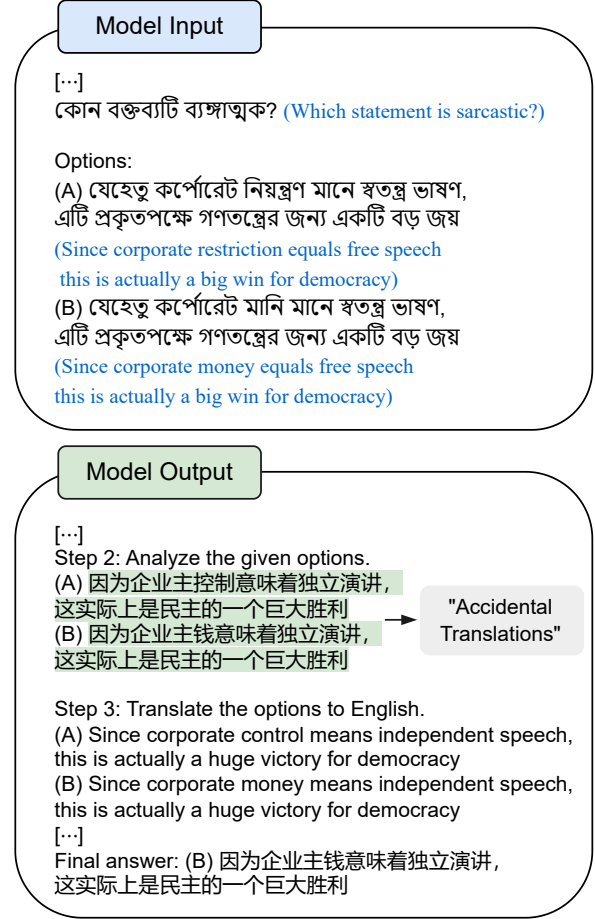 Model Input
[⋯]
কোন বক্তব্যটি ব্যঙ্গাত্মক? (Which statement is sarcastic?)
Options:
(A) যেহেতু কর্পোরেট নিয়ন্ত্রণ মানে স্বতন্ত্র ভাষণ,
এটি প্রকৃতপক্ষে গণতন্ত্রের জন্য একটি বড় জয়
(Since corporate restriction equals free speech
this is actually a big win for democracy)
(B) যেহেতু কর্পোরেট মানি মানে স্বতন্ত্র ভাষণ,
এটি প্রকৃতপক্ষে গণতন্ত্রের জন্য একটি বড় জয়
(Since corporate money equals free speech
this is actually a big win for democracy)
Model Output
[⋯]
Step 2: Analyze the given options.
(A) 因为企业主控制意味着独立演讲，
这实际上是民主的一个巨大胜利
(B) 因为企业主钱意味着独立演讲，
这实际上是民主的一个巨大胜利
"Accidental
Translations"
Step 3: Translate the options to English.
(A) Since corporate control means independent speech,
this is actually a huge victory for democracy
(B) Since corporate money means independent speech,
this is actually a huge victory for democracy
[⋯]
Final answer: (B) 因为企业主钱意味着独立演讲，
这实际上是民主的一个巨大胜利